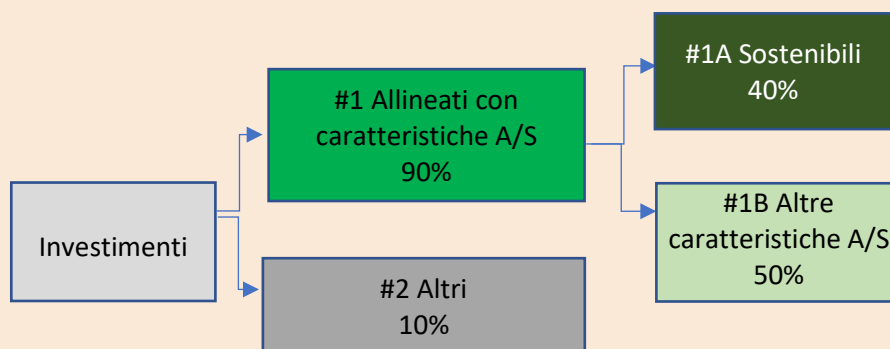 Investimenti
#1 Allineati con
caratteristiche A/S
90%
#2 Altri
10%
#1A Sostenibili
40%
#1B Altre
caratteristiche A/S
50%